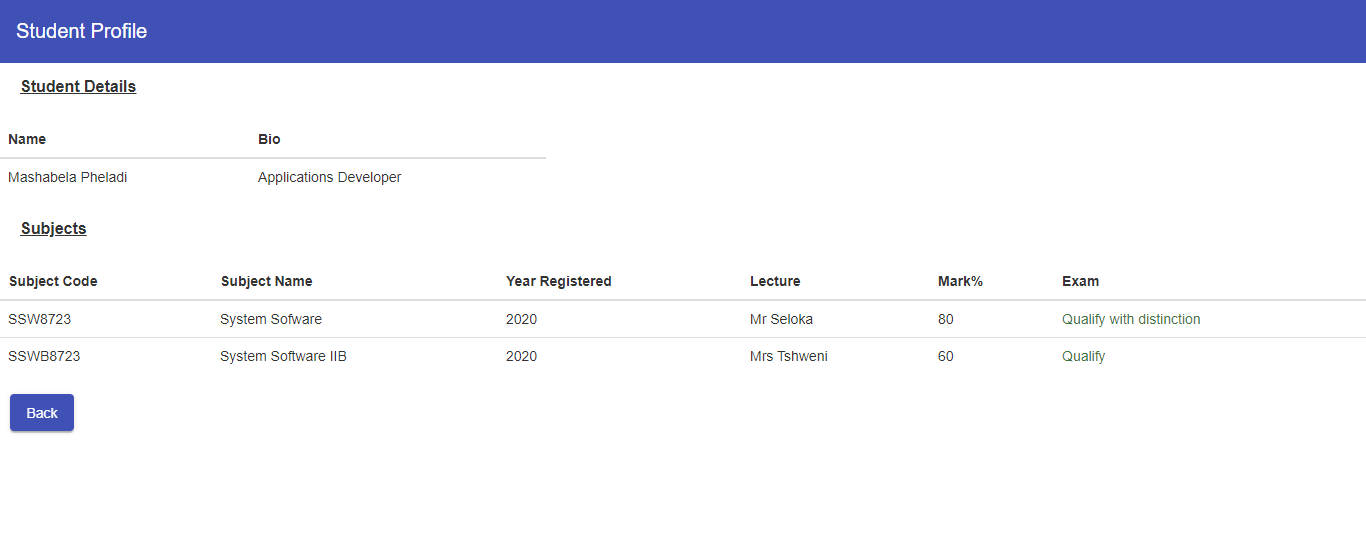 Student Profile
Student Details
Name Bio
Mashabela Pheladi Applications Developer
Subjects
Subject Code Subject Name Year Registered Lecture Mark% Exam
SSW8723 System Sofware 2020 Mr Seloka 80 Qualify with distinction
SSWB8723 System Software IIB 2020 Mrs Tshweni 60 Qualify
Back